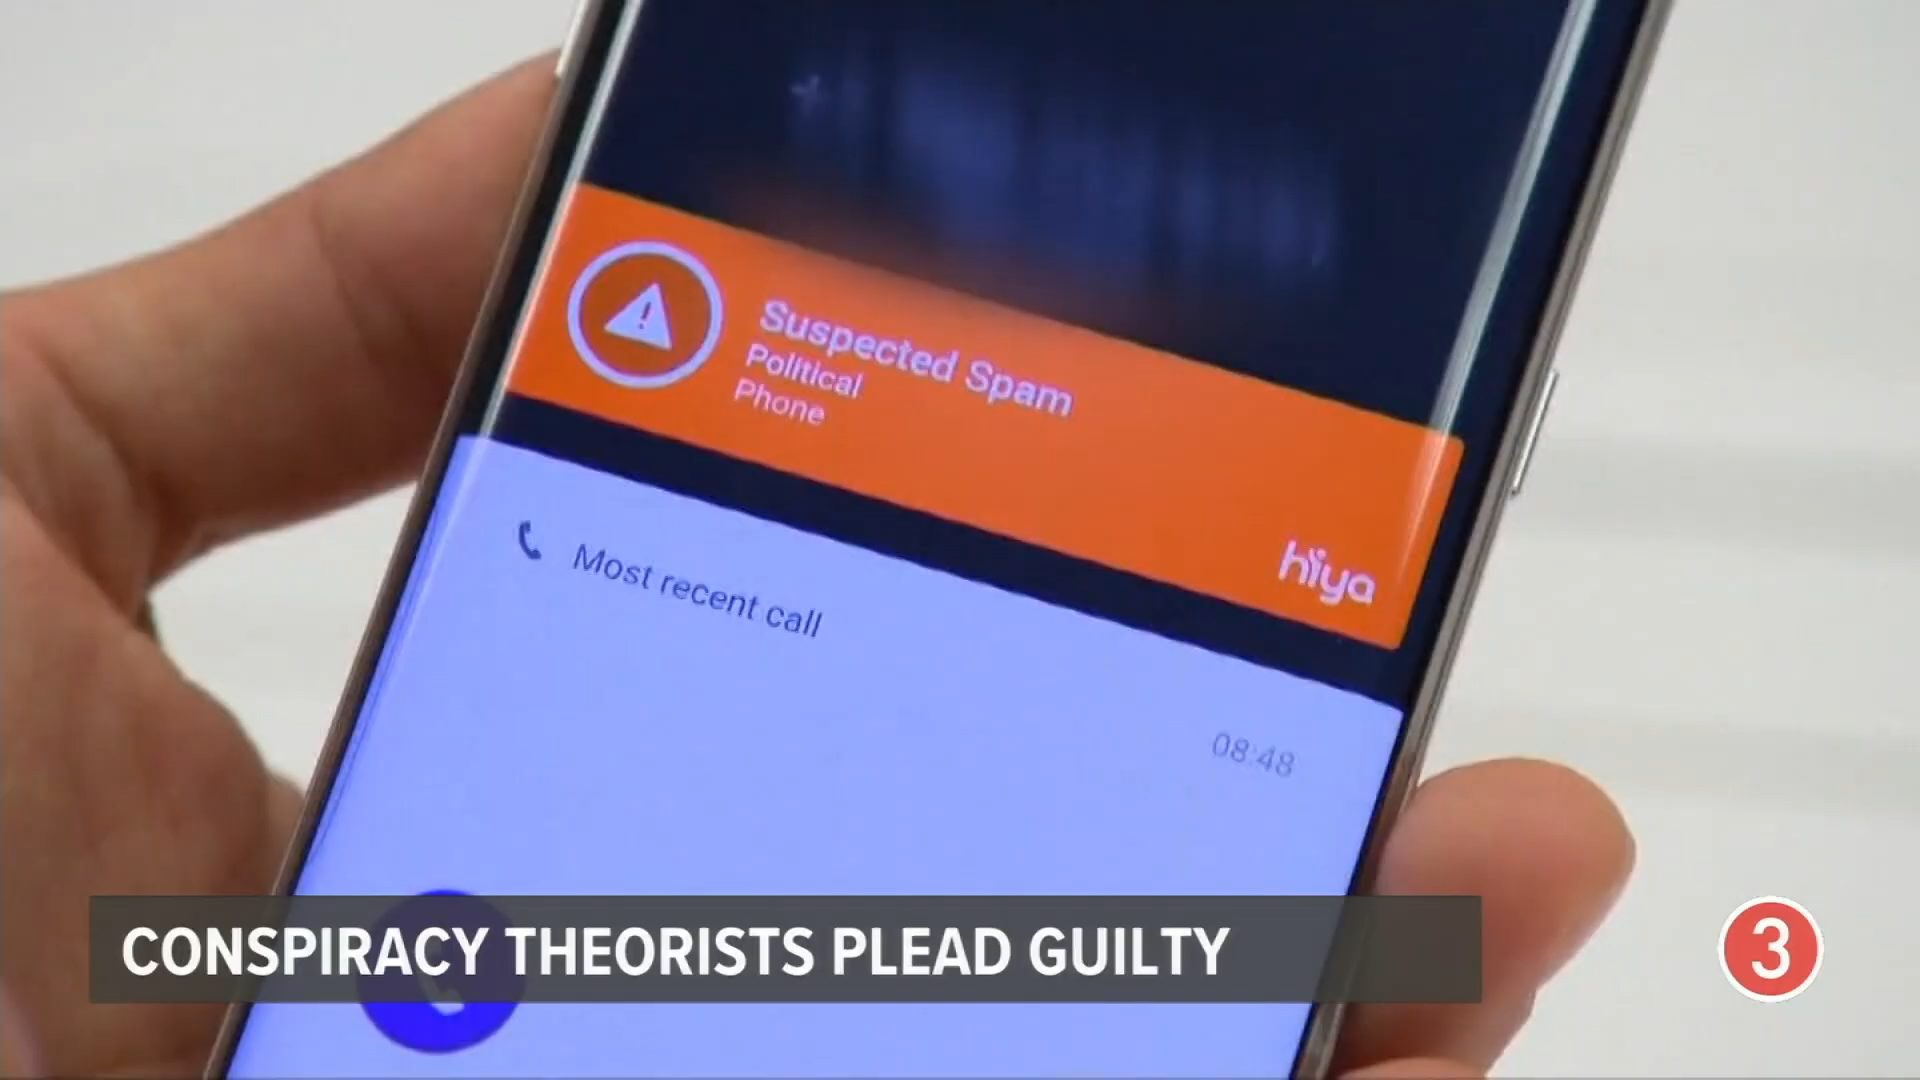 Suspected Spam
Political
Phone
hiya
Most recent call
08:48
CONSPIRACY THEORISTS PLEAD GUILTY
3